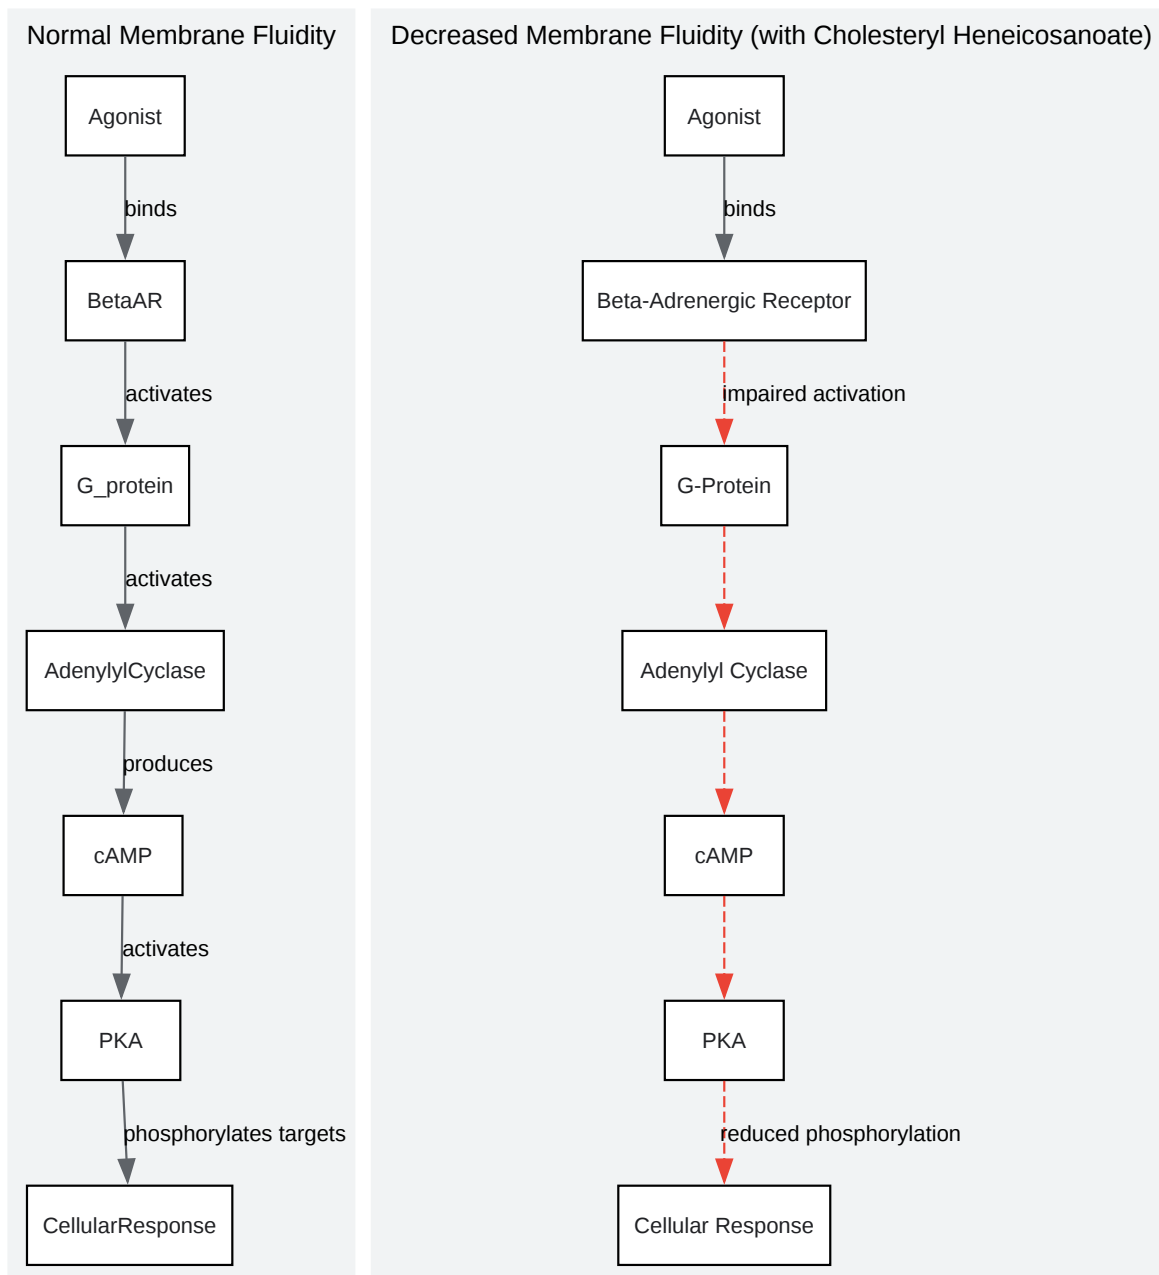 Normal Membrane Fluidity
Agonist
binds
BetaAR
activates
G_protein
activates
AdenylylCyclase
produces
cAMP
activates
PKA
phosphorylates targets
CellularResponse
Decreased Membrane Fluidity (with Cholesteryl Heneicosanoate)
Agonist
binds
Beta-Adrenergic Receptor
impaired activation
G-Protein
Adenylyl Cyclase
cAMP
PKA
reduced phosphorylation
Cellular Response